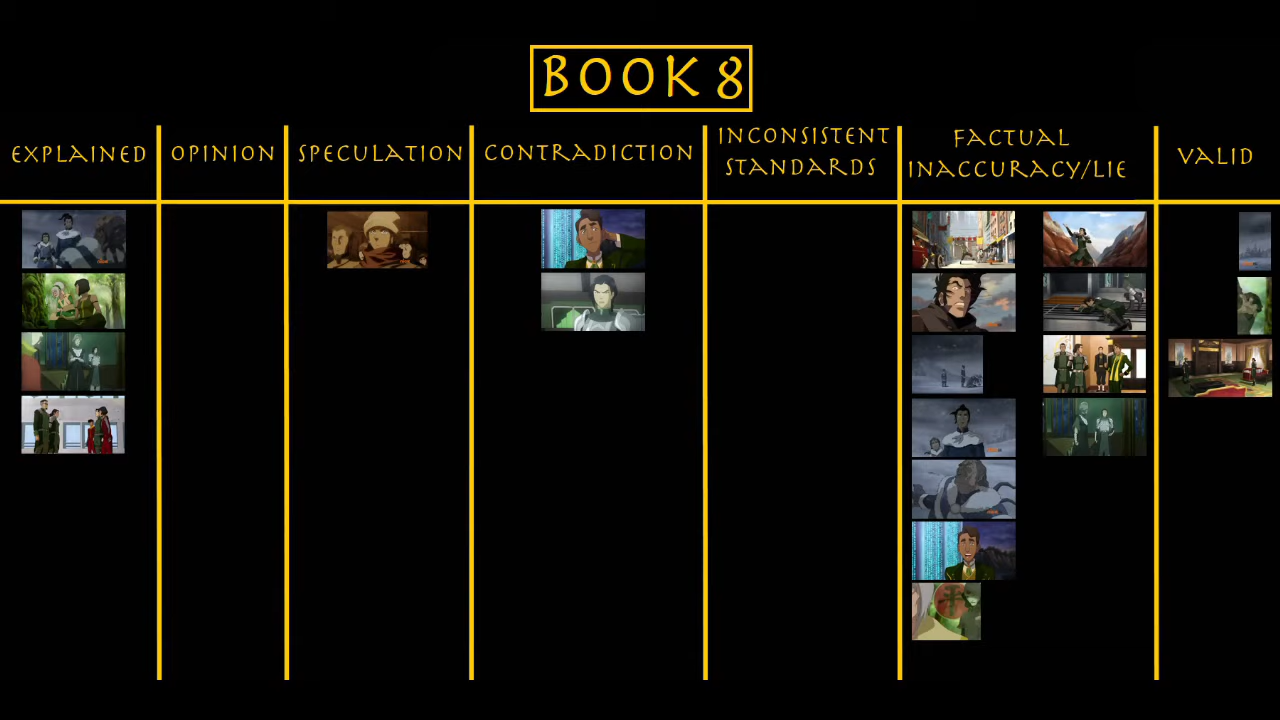 BOOK 8
EXPLAINED
OPINION
SPECULATION
CONTRADICTION
INCONSISTENT
STANDARDS
FACTUAL
INACCURACY/LIE
VALID